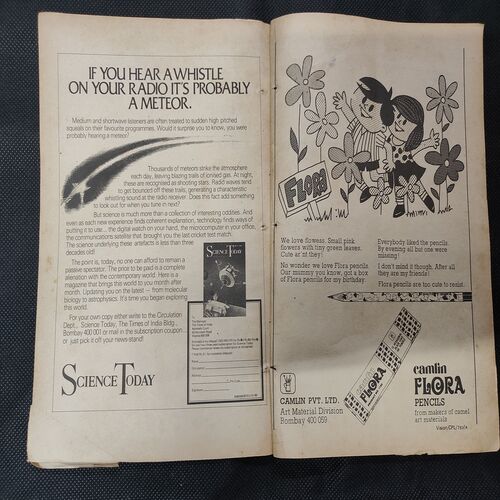 IF YOU HEAR A WHISTLE
ON YOUR RADIO IT'S PROBABLY
A METEOR.
Medium and shortwave listeners are often treated to sudden high pitched
squeals on their favourite programmes. Would it surprise you to know, you were
probably hearing a meteor?
Thousands of meteors strike the atmosphere
each day, leaving blazing trails of ionised gas. At night,
these are recognised as shooting stars. Radio waves tend
to get bounced off these trails, generating a characteristic
whistling sound at the radio receiver. Does this fact add something
to look out for when you tune in next?
But science is much more than a collection of interesting oddities. And
even as each new experience finds coherent explanation, technology finds ways of
putting it to use... the digital watch on your hand, the microcomputer in your office,
the communications satellite that brought you the last cricket test match.
The science underlying these artefacts is less than three
decades old!
The point is, today, no one can afford to remain a
passive spectator. The price to be paid is a complete
alienation with the contemporary world. Here is a
magazine that brings this world to you month after
month. Updating you on the latest — from molecular
biology to astrophysics. It's time you began exploring
this world.
For your own copy either write to the Circulation
Dept., Science Today, The Times of India Bldg.,
Bombay 400 001 or mail in the subscription coupon,
or just pick it off your news-stand!
SCIENCE TODAY
SCIENCE TODAY
FLORA
We love flowers. Small pink
flowers with tiny green leaves.
Cute as they!
No wonder we love Flora pencils.
Our mummy, you know, got a box
of Flora pencils for my birthday.
Everybody liked the pencils.
By evening all but one were
missing!
I don't mind it though. After all
they are my friends!
Flora pencils are too cute to resist.
FLORA
CAMLIN PVT. LTD.
Art Material Division
Bombay 400 059
camlin
FLORA
PENCILS
from makers of camel
art materials